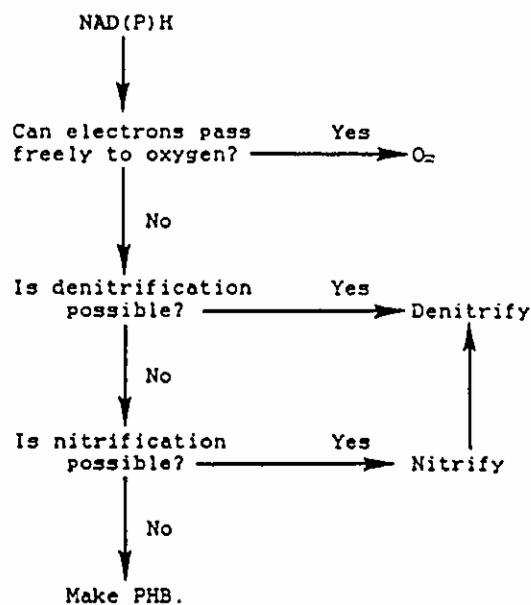 NAD(P)H
Can electrons pass Yes
freely to oxygen? O₂
No
Is denitrification Yes
possible? Denitrify
No
Is nitrification Yes
possible? Nitrify
No
Make PHB.